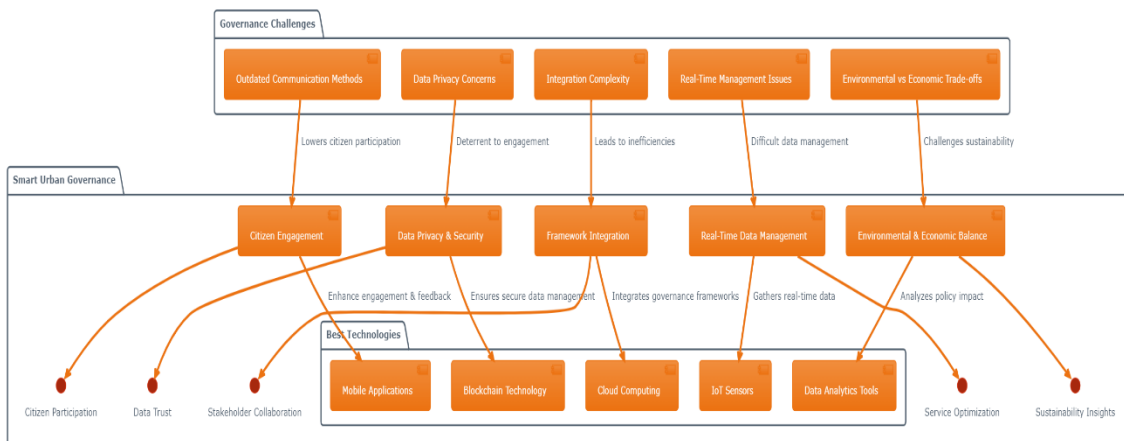 Governance Challenges
Outdated Communication Methods
Data Privacy Concerns
Integration Complexity
Real-Time Management Issues
Environmental vs Economic Trade-offs
Lowers citizen participation
Deterrent to engagement
Leads to inefficiencies
Difficult data management
Challenges sustainability
Smart Urban Governance
Citizen Engagement
Data Privacy & Security
Framework Integration
Real-Time Data Management
Environmental & Economic Balance
Enhance engagement & feedback
Ensures secure data management
Integrates governance frameworks
Gathers real-time data
Analyzes policy impact
Best Technologies
Mobile Applications
Blockchain Technology
Cloud Computing
IoT Sensors
Data Analytics Tools
Citizen Participation
Data Trust
Stakeholder Collaboration
Service Optimization
Sustainability Insights